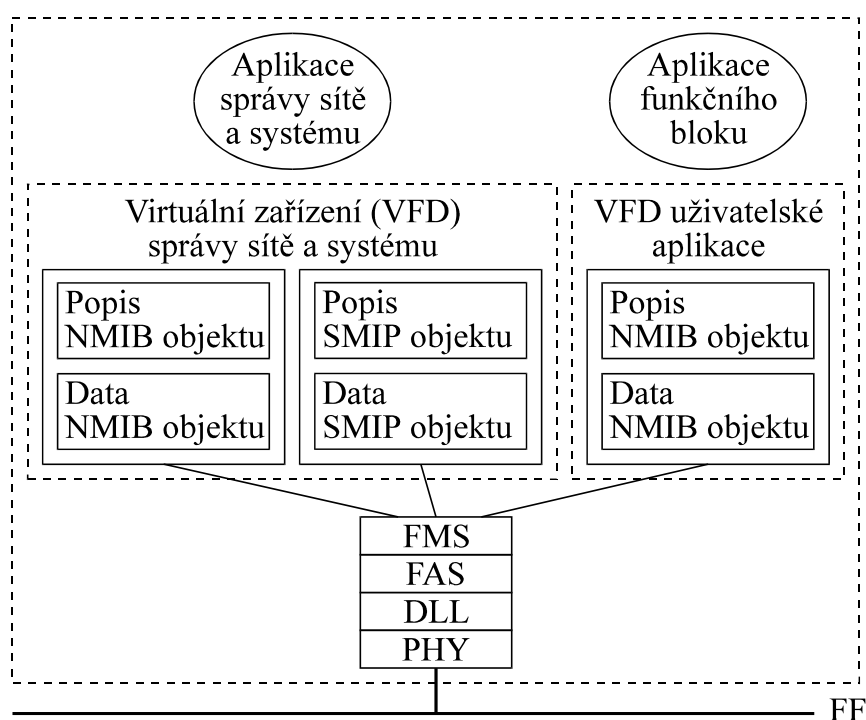 Aplikace
správy sítě
a systému
Aplikace
funkčního
bloku
Virtuální zařízení (VFD)
správy sítě a systému
VFD uživatelské
aplikace
Popis
NMIB objektu
Popis
SMIP objektu
Popis
NMIB objektu
Data
NMIB objektu
Data
SMIP objektu
Data
NMIB objektu
FMS
FAS
DLL
PHY
FF